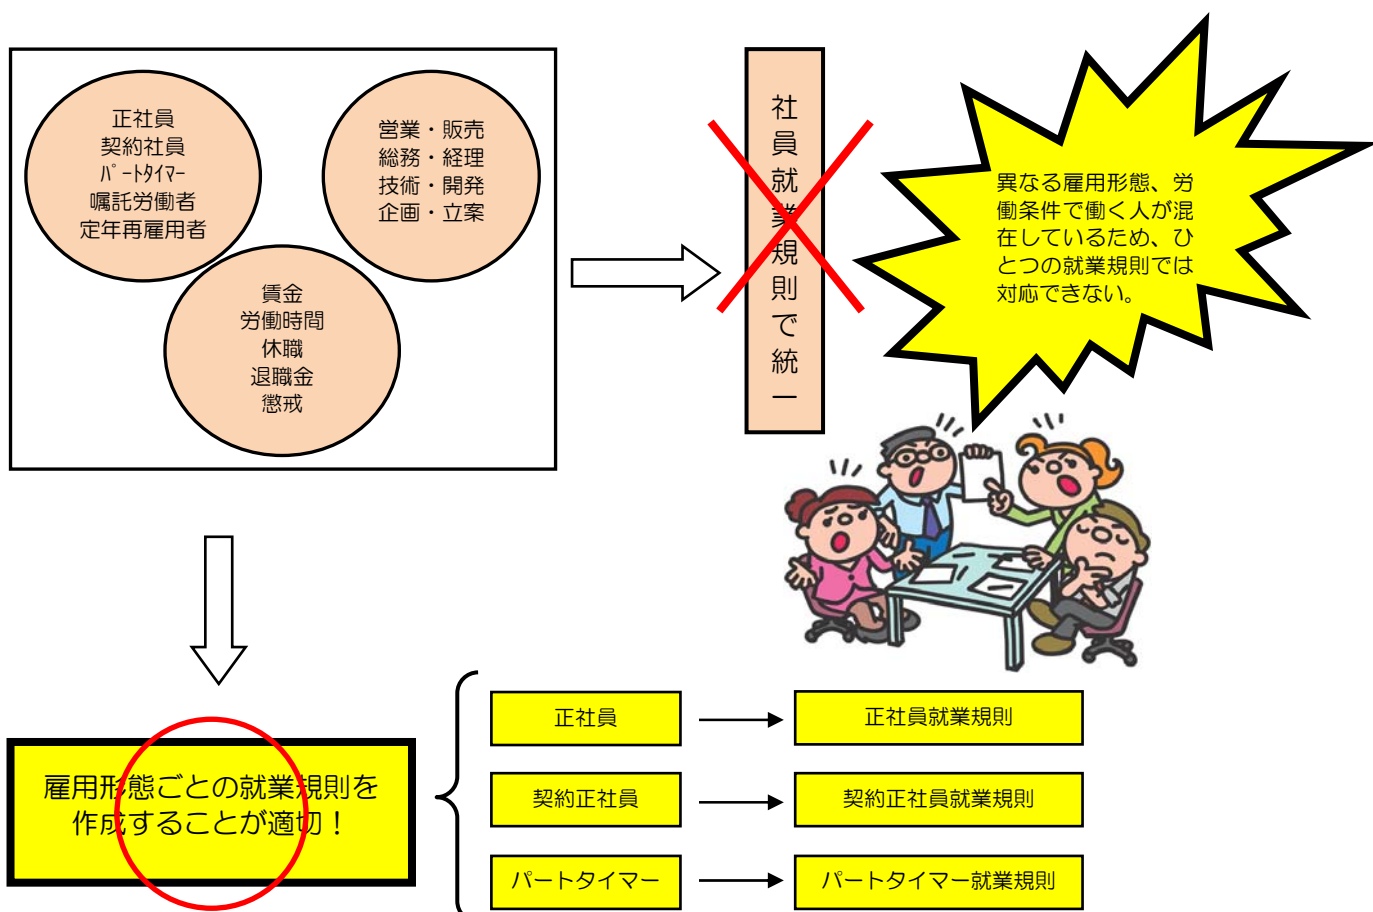 正社員
契約社員
ﾊﾟｰﾄﾀｲﾏｰ
嘱託労働者
定年再雇用者
営業・販売
総務・経理
技術・開発
企画・立案
賃金
労働時間
休職
退職金
懲戒
社員就業規則で統一
異なる雇用形態、労
働条件で働く人が混
在しているため、ひ
とつの就業規則では
対応できない。
雇用形態ごとの就業規則を
作成することが適切！
正社員
正社員就業規則
契約正社員
契約正社員就業規則
パートタイマー
パートタイマー就業規則